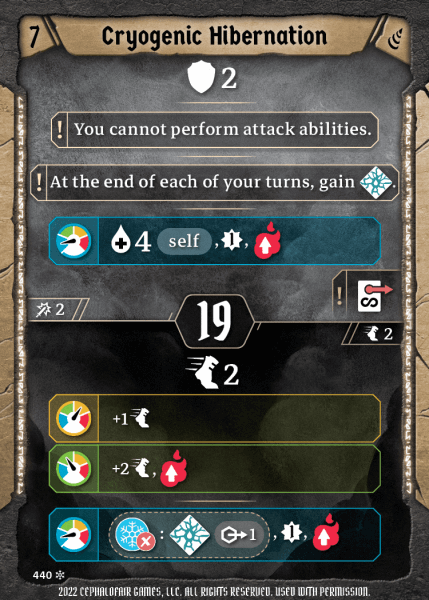 7 Cryogenic Hibernation
2
! You cannot perform attack abilities.
! At the end of each of your turns, gain .
4 self , 1 ,
!
2
19
2
2
+1
+2 ,
: 1 , 1 ,
440
2022 CEPHALOFAIR GAMES, LLC. ALL RIGHTS RESERVED. USED WITH PERMISSION.